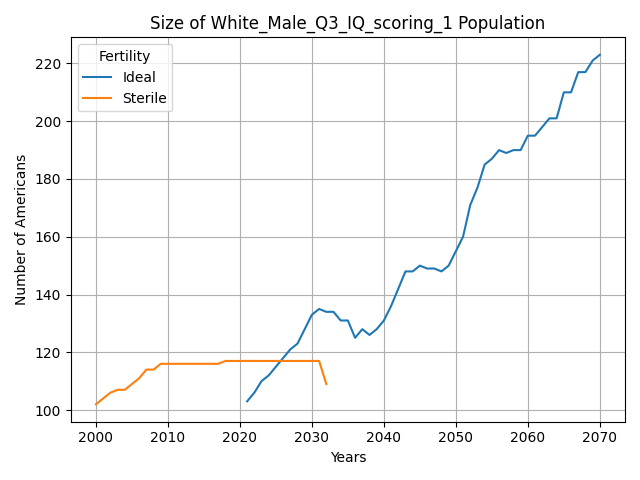 Size of White_Male_Q3_IQ_scoring_1 Population
Fertility
Ideal
Sterile
Number of Americans
220
200
180
160
140
120
100
2000 2010 2020 2030 2040 2050 2060 2070
Years